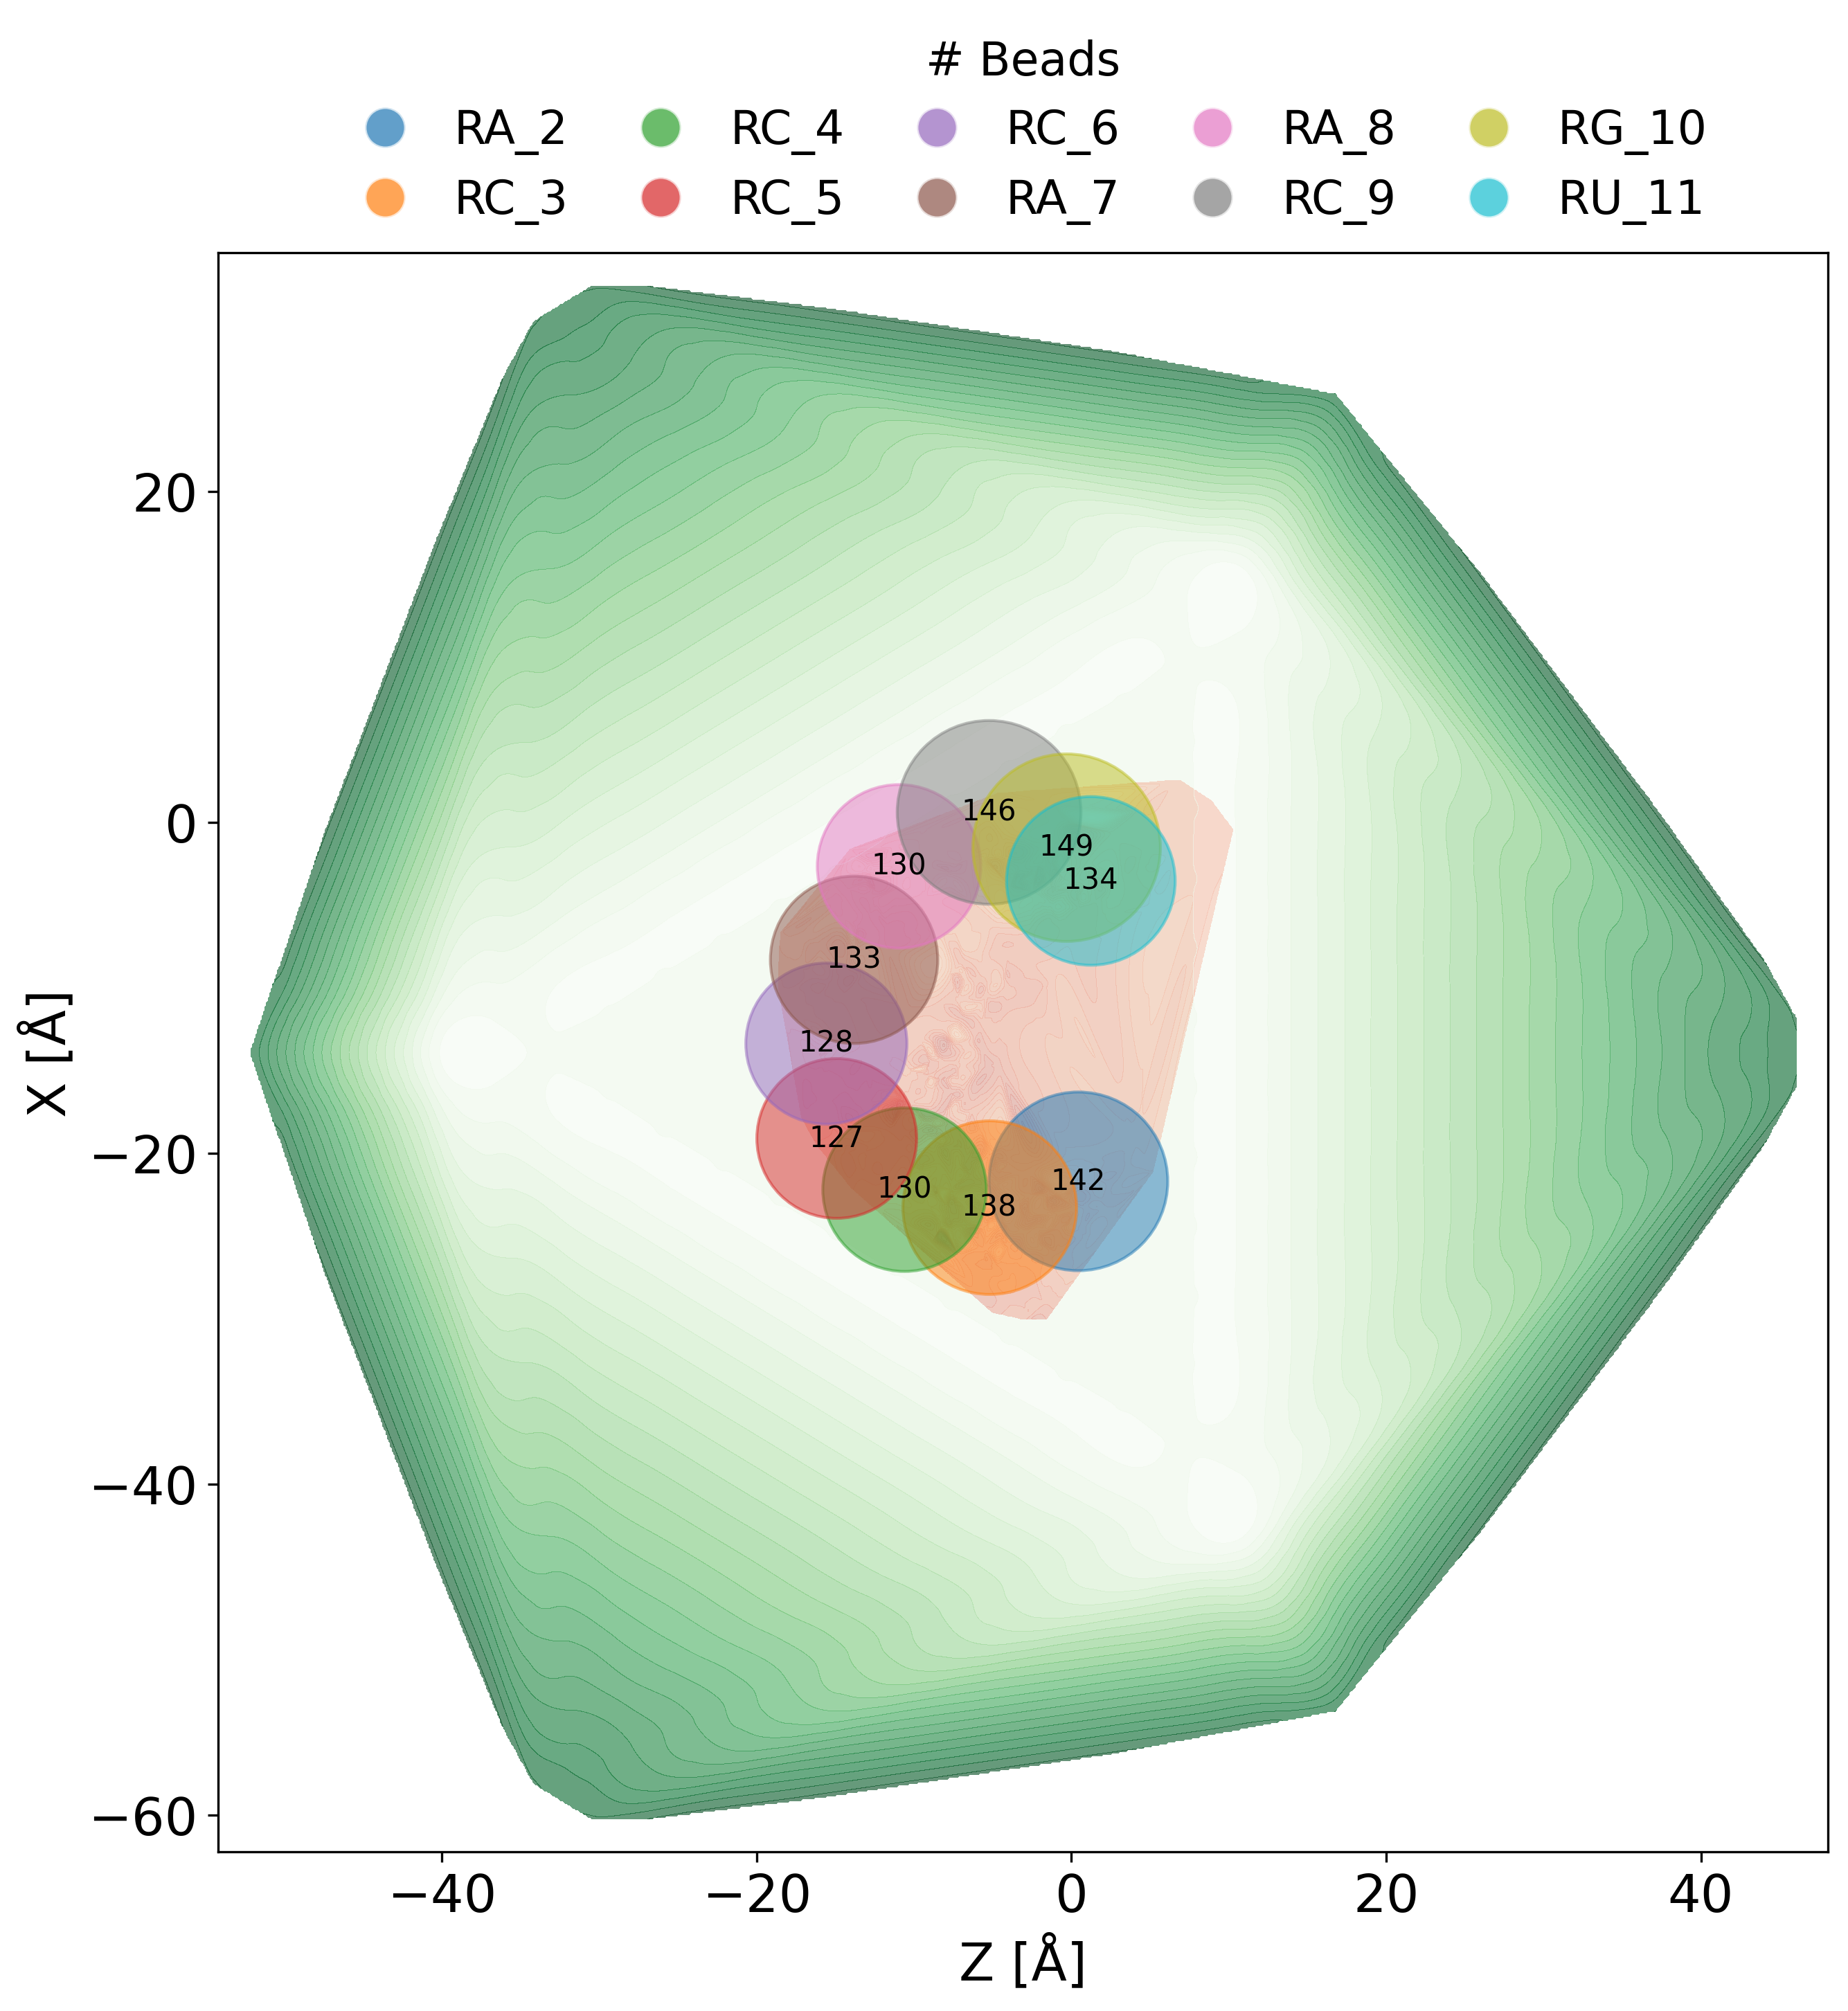 # Beads
RA_2 RC_4 RC_6 RA_8 RG_10
RC_3 RC_5 RA_7 RC_9 RU_11
20
0
−20
−40
−60
X [Å]
146
149
130
134
133
128
127
130
138
142
−40 −20 0 20 40
Z [Å]